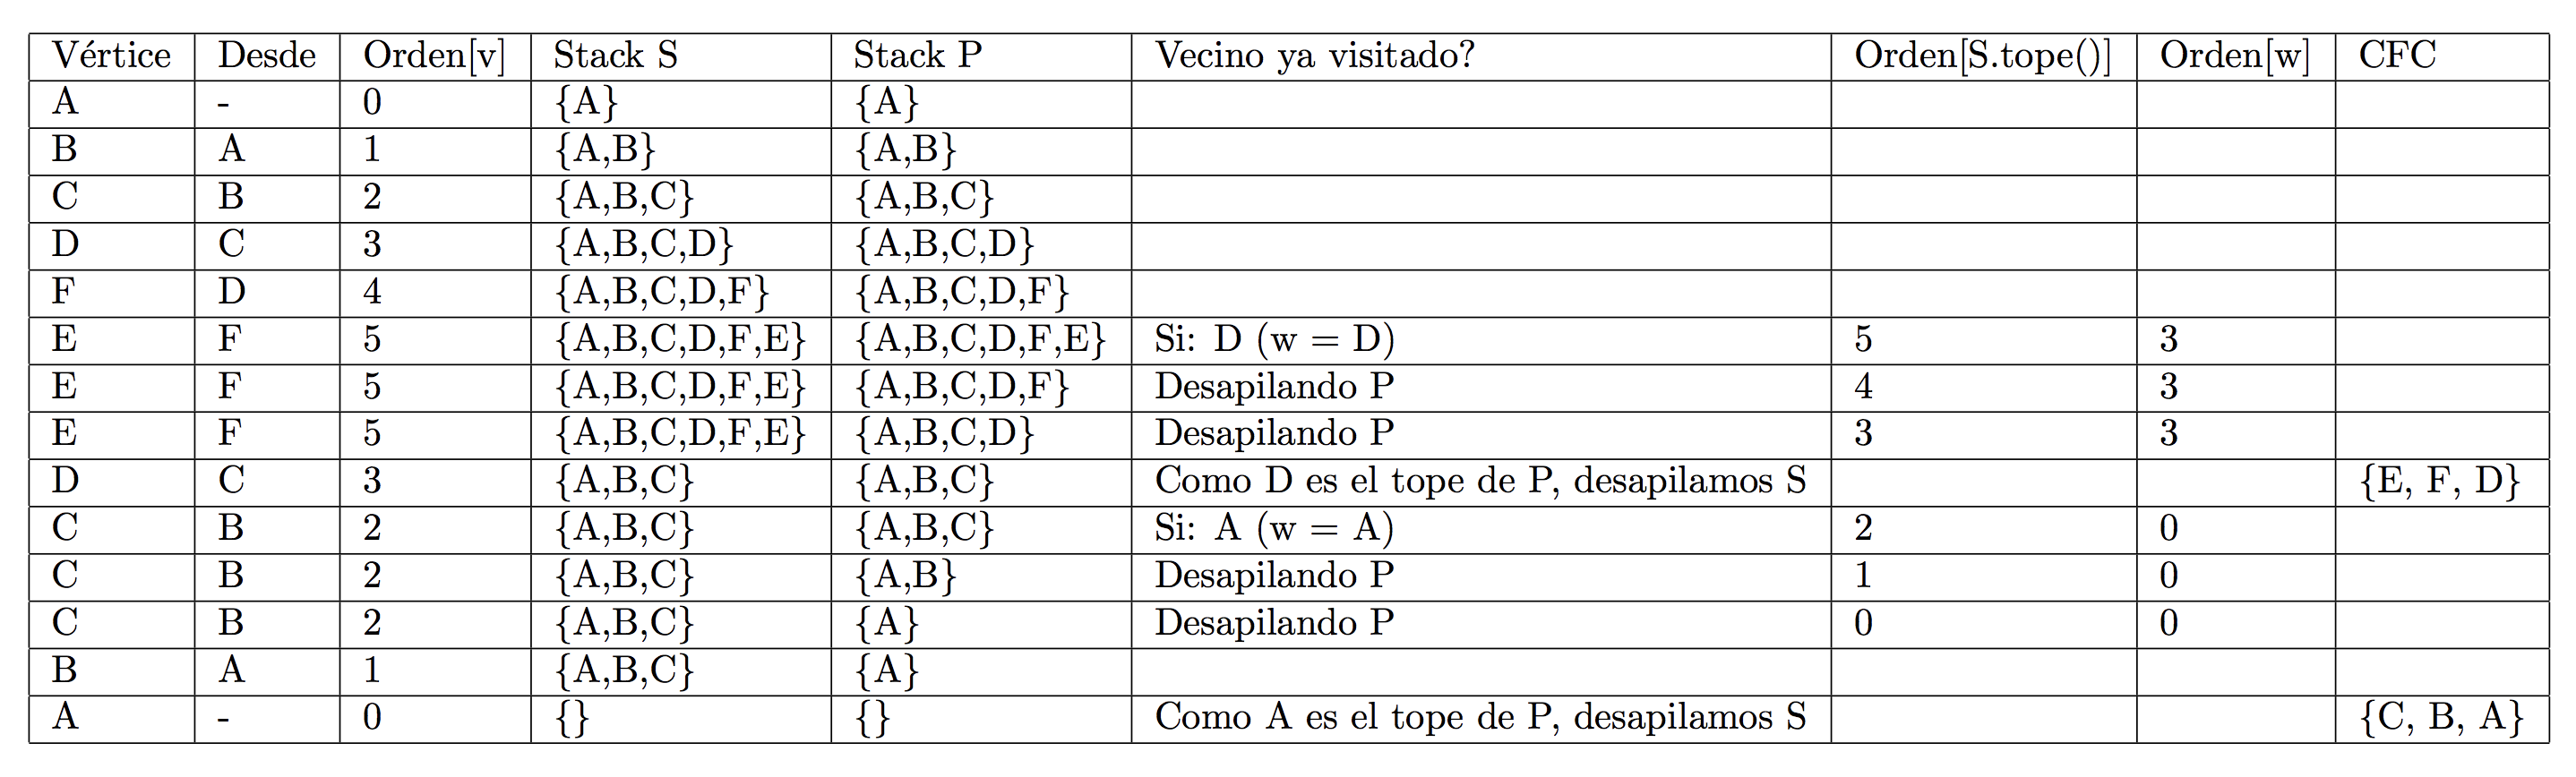 Vértice Desde Orden[v] Stack S Stack P Vecino ya visitado? Orden[S.tope()] Orden[w] CFC
A - 0 {A} {A}
B A 1 {A,B} {A,B}
C B 2 {A,B,C} {A,B,C}
D C 3 {A,B,C,D} {A,B,C,D}
F D 4 {A,B,C,D,F} {A,B,C,D,F}
E F 5 {A,B,C,D,F,E} {A,B,C,D,F,E} Si: D (w = D) 5 3
E F 5 {A,B,C,D,F,E} {A,B,C,D,F} Desapilando P 4 3
E F 5 {A,B,C,D,F,E} {A,B,C,D} Desapilando P 3 3
D C 3 {A,B,C} {A,B,C} Como D es el tope de P, desapilamos S {E, F, D}
C B 2 {A,B,C} {A,B,C} Si: A (w = A) 2 0
C B 2 {A,B,C} {A,B} Desapilando P 1 0
C B 2 {A,B,C} {A} Desapilando P 0 0
B A 1 {A,B,C} {A}
A - 0 {} {} Como A es el tope de P, desapilamos S {C, B, A}